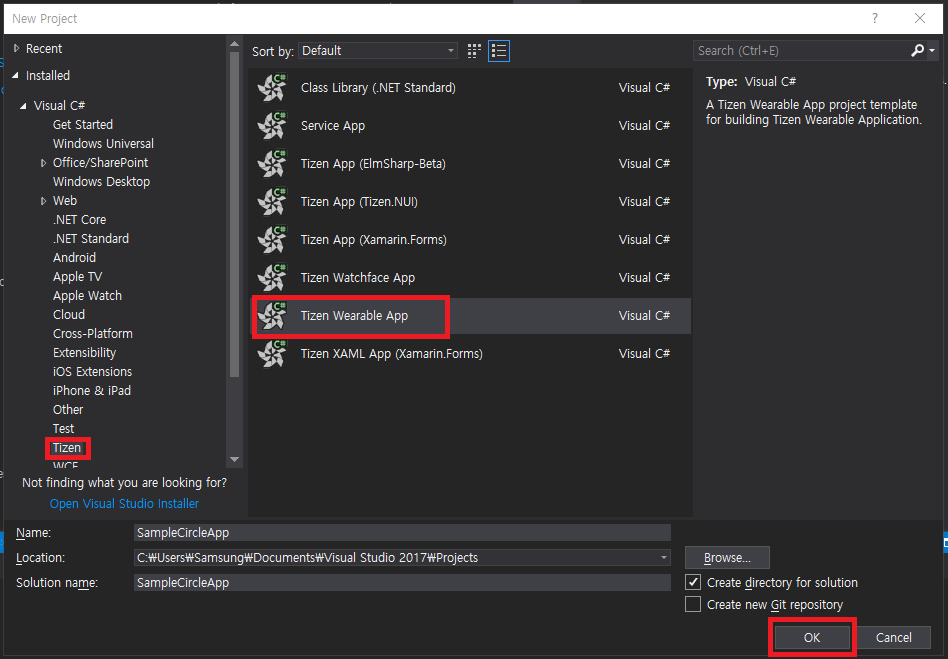 New Project
?
Recent
Installed
Visual C#
Get Started
Windows Universal
Office/SharePoint
Windows Desktop
Web
.NET Core
.NET Standard
Android
Apple TV
Apple Watch
Cloud
Cross-Platform
Extensibility
iOS Extensions
iPhone & iPad
Other
Test
Tizen
WCF
Not finding what you are looking for?
Open Visual Studio Installer
Sort by: Default
Class Library (.NET Standard) Visual C#
Service App Visual C#
Tizen App (ElmSharp-Beta) Visual C#
Tizen App (Tizen.NUI) Visual C#
Tizen App (Xamarin.Forms) Visual C#
Tizen Watchface App Visual C#
Tizen Wearable App Visual C#
Tizen XAML App (Xamarin.Forms) Visual C#
Search (Ctrl+E)
Type: Visual C#
A Tizen Wearable App project template
for building Tizen Wearable Application.
Name: SampleCircleApp
Location: C:₩Users₩Samsung₩Documents₩Visual Studio 2017₩Projects
Browse...
Solution name: SampleCircleApp
Create directory for solution
Create new Git repository
OK Cancel